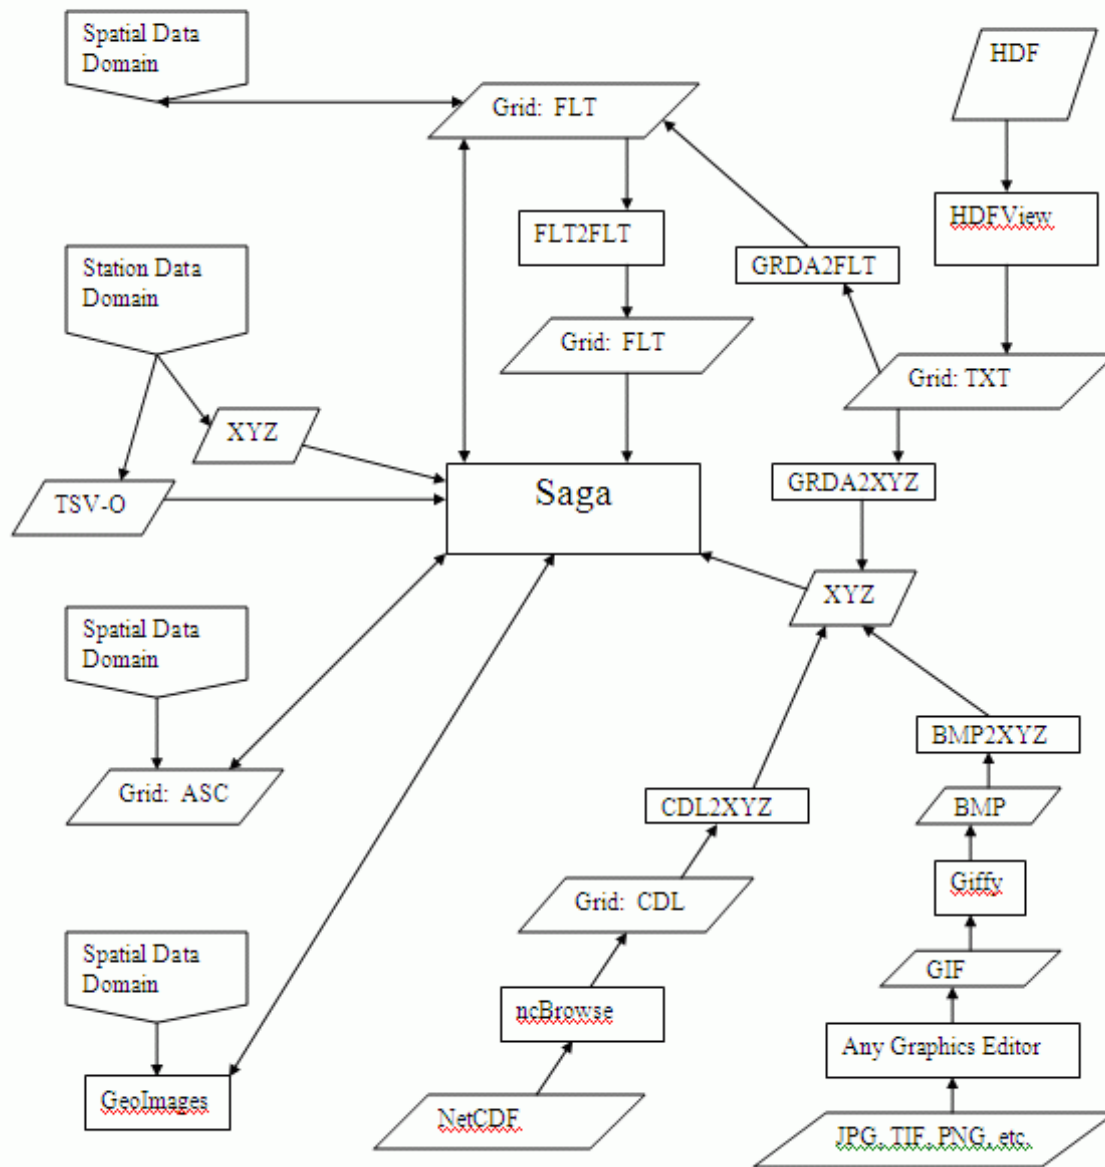 Spatial Data
Domain
HDF
Grid: FLT
HDFView
FLT2FLT
GRDA2FLT
Station Data
Domain
Grid: FLT
Grid: TXT
XYZ
Saga
GRDA2XYZ
TSV-O
XYZ
Spatial Data
Domain
BMP2XYZ
Grid: ASC
CDL2XYZ
BMP
Giffy
Grid: CDL
Spatial Data
Domain
GIF
ncBrowse
Any Graphics Editor
GeoImages
NetCDF
JPG, TIF, PNG, etc.